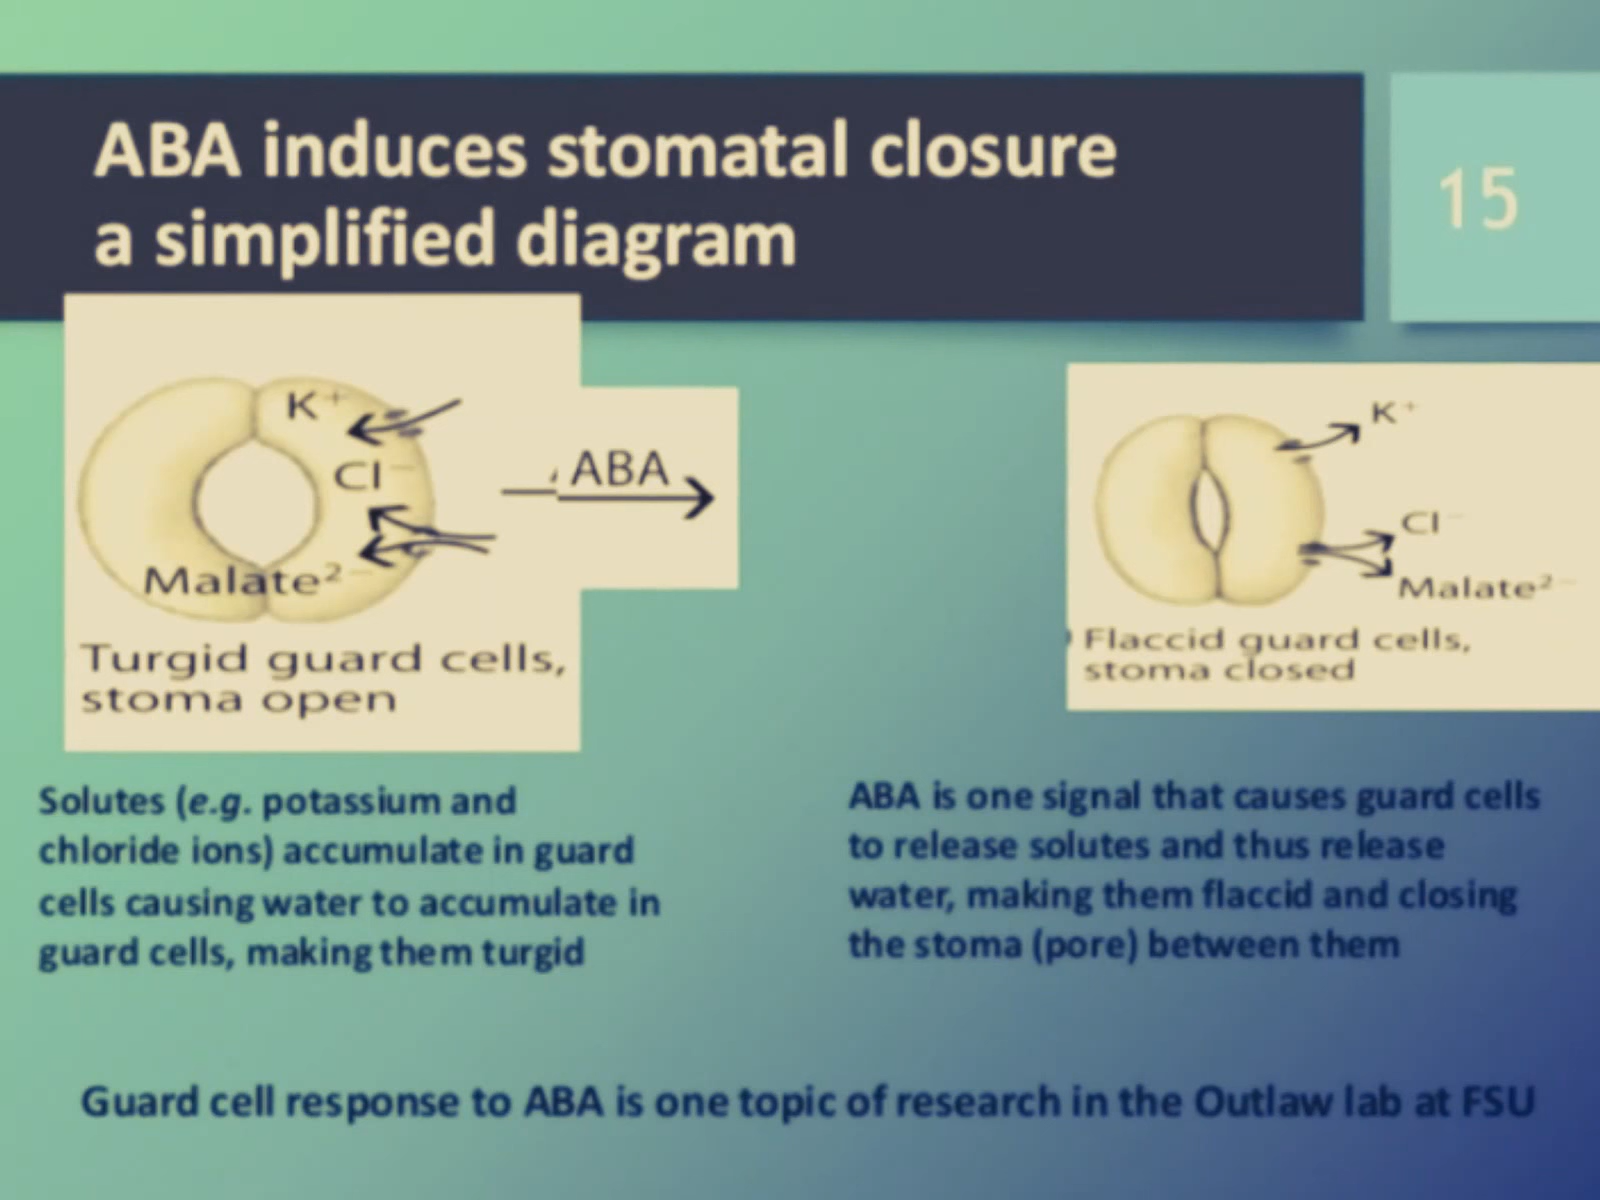 ABA induces stomatal closure
a simplified diagram
15
K⁺
Cl⁻
Malate²⁻
Turgid guard cells,
stoma open
ABA
K⁺
Cl⁻
Malate²⁻
Flaccid guard cells,
stoma closed
Solutes (e.g. potassium and
chloride ions) accumulate in guard
cells causing water to accumulate in
guard cells, making them turgid
ABA is one signal that causes guard cells
to release solutes and thus release
water, making them flaccid and closing
the stoma (pore) between them
Guard cell response to ABA is one topic of research in the Outlaw lab at FSU